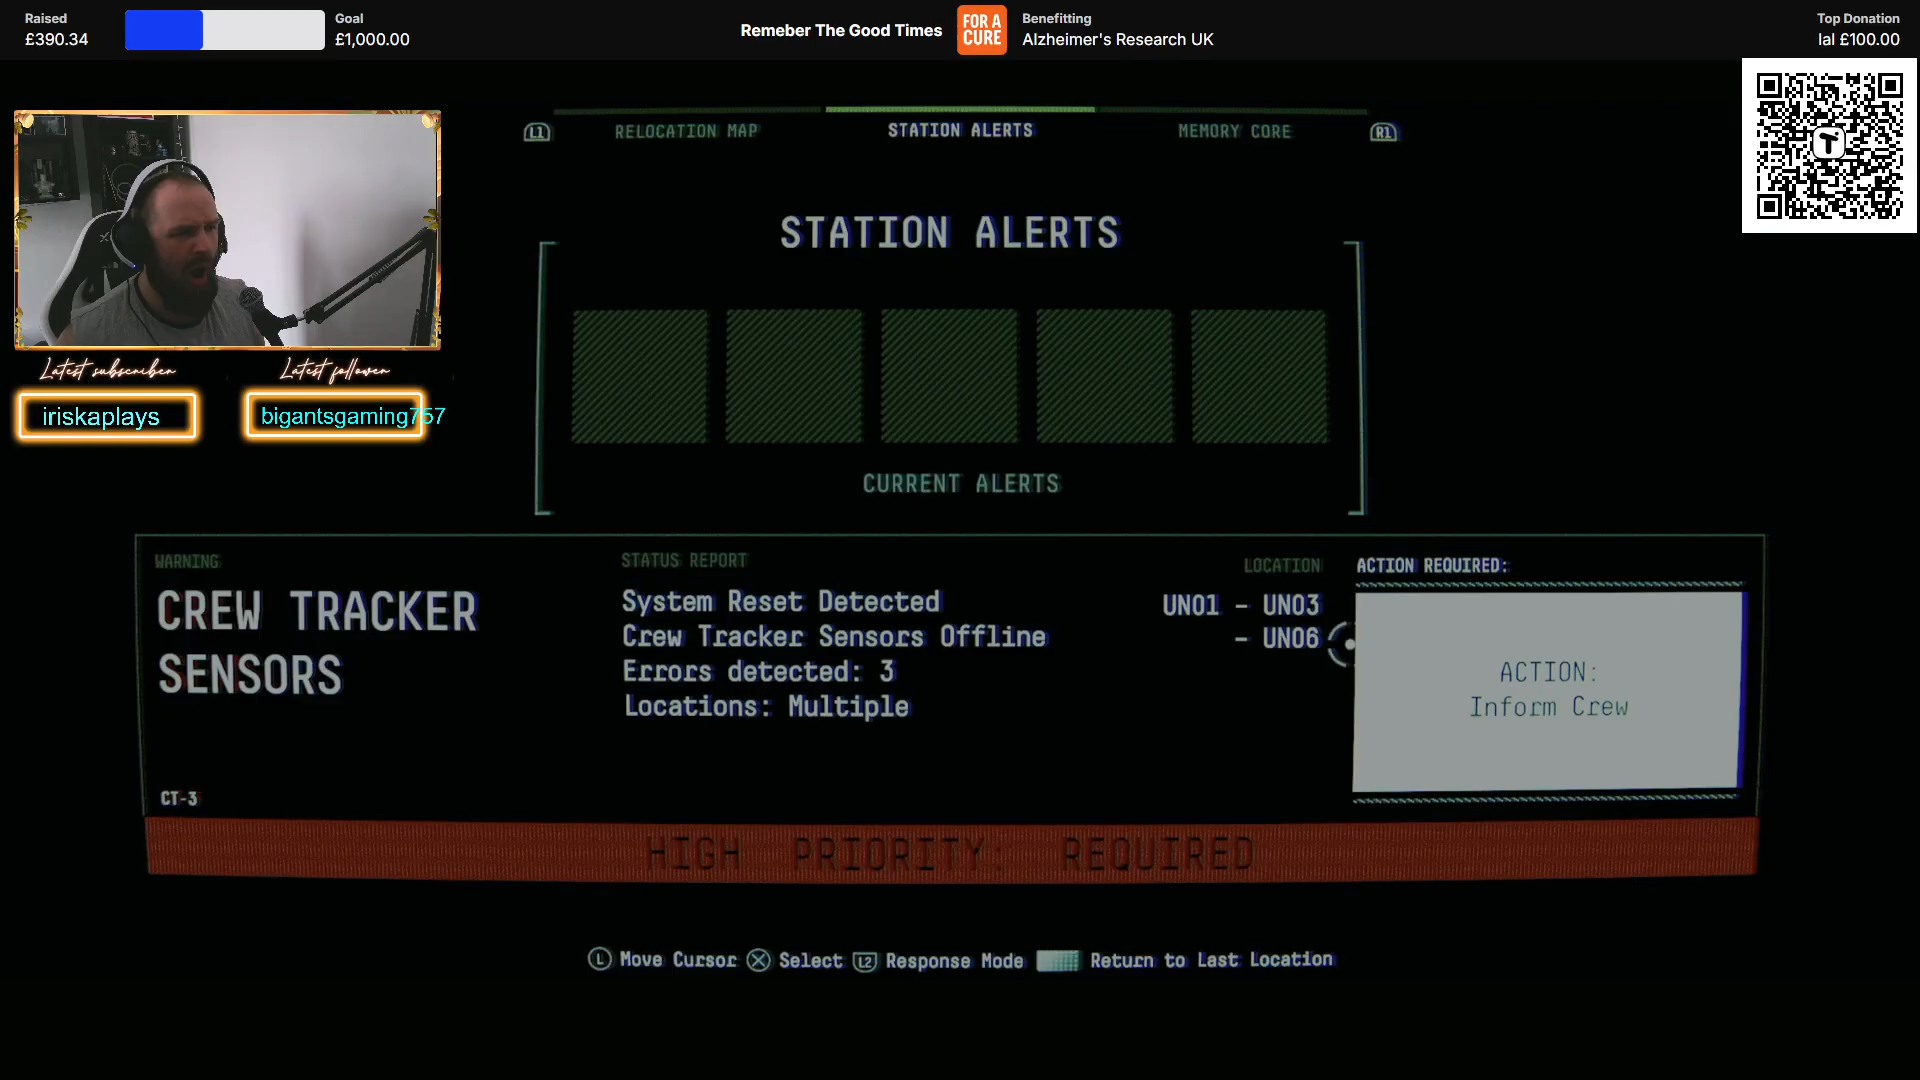 Raised
£390.34
Goal
£1,000.00
Remeber The Good Times
FOR A
CURE
Benefitting
Alzheimer's Research UK
Top Donation
lal £100.00
L1
RELOCATION MAP
STATION ALERTS
MEMORY CORE
R1
STATION ALERTS
CURRENT ALERTS
Latest subscriber
iriskaplays
Latest follower
bigantsgaming757
WARNING
CREW TRACKER
SENSORS
CT-3
STATUS REPORT
System Reset Detected
Crew Tracker Sensors Offline
Errors detected: 3
Locations: Multiple
LOCATION
UN01 - UN03
- UN06
ACTION REQUIRED:
ACTION:
Inform Crew
HIGH PRIORITY: REQUIRED
L Move Cursor Select L2 Response Mode Return to Last Location